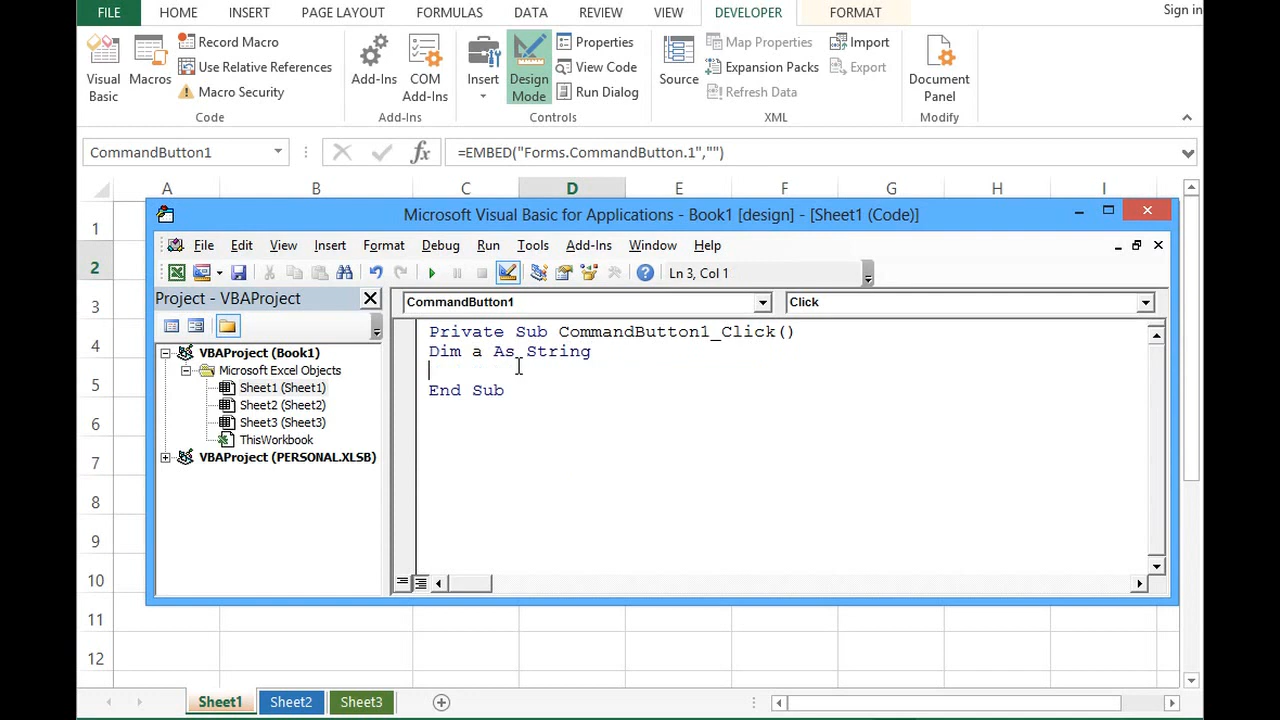 Sign in
FILE HOME INSERT PAGE LAYOUT FORMULAS DATA REVIEW VIEW DEVELOPER FORMAT
Visual Basic
Macros
Record Macro
Use Relative References
Macro Security
Code
Add-Ins
COM Add-Ins
Add-Ins
Insert
Design Mode
Properties
View Code
Run Dialog
Controls
Source
Map Properties
Expansion Packs
Refresh Data
Import
Export
XML
Document Panel
Modify
CommandButton1 fx =EMBED("Forms.CommandButton.1","")
A B C D E F G H I
1
2
3
4
5
6
7
8
9
10
11
12
Microsoft Visual Basic for Applications - Book1 [design] - [Sheet1 (Code)]
File Edit View Insert Format Debug Run Tools Add-Ins Window Help
Ln 3, Col 1
Project - VBAProject
VBAProject (Book1)
Microsoft Excel Objects
Sheet1 (Sheet1)
Sheet2 (Sheet2)
Sheet3 (Sheet3)
ThisWorkbook
VBAProject (PERSONAL.XLSB)
CommandButton1 Click
Private Sub CommandButton1_Click()
Dim a As String
End Sub
Sheet1 Sheet2 Sheet3